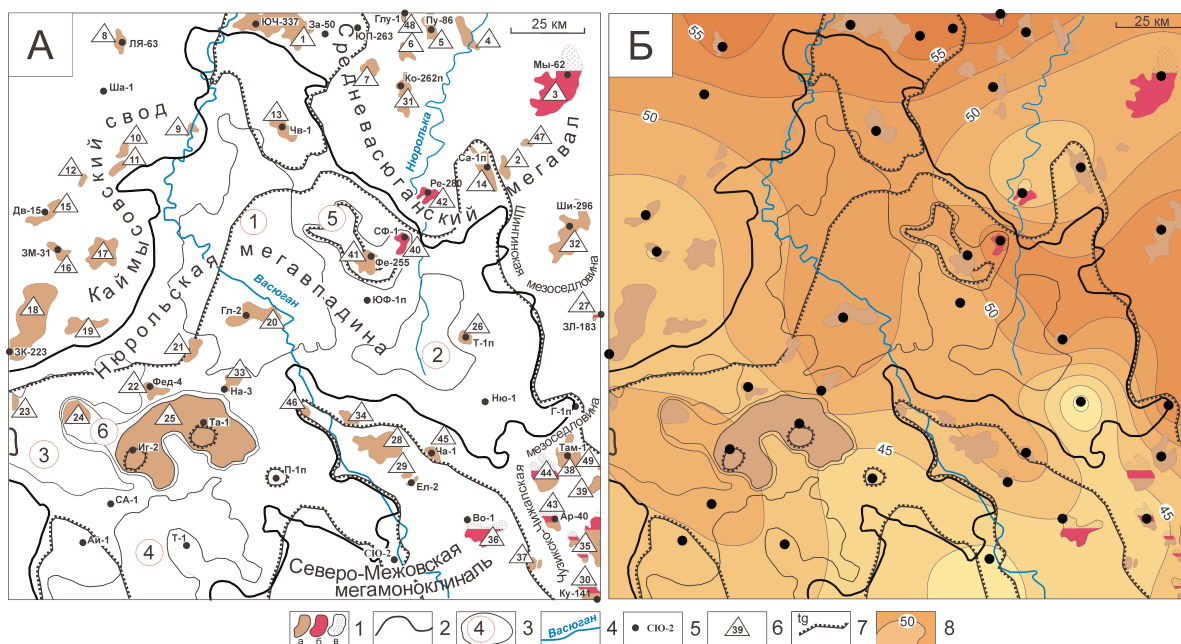 А
25 км
8
ЛЯ-63
Ша-1
ЮЧ-337
За-50
1
ЮП-263
Глу-1
48
Пу-86
6
5
4
7
Ко-262п
31
Мы-62
3
Каймысовский свод
Средневасюганский мегавал
Нюролька
9
10
11
12
13
Чв-1
47
2
Са-1п
14
Ре-280
42
Дв-15
15
ЗМ-31
16
17
1
5
СФ-1
40
41
Фе-255
Ши-296
32
Шингинская мезоседловина
Нюрольская мегавпадина
Васюган
18
ЗК-223
19
Гл-2
20
ЮФ-1п
26
Т-1п
2
27
ЗЛ-183
21
22
Фед-4
33
На-3
23
24
25
6
Та-1
Иг-2
3
46
34
Ню-1
Г-1п
28
45
Ча-1
29
Ел-2
Там-1
38
49
44
39
43
Ар-40
СА-1
П-1п
Ай-1
4
Т-1
СЮ-2
Во-1
36
37
35
30
Ку-141
Чузикско-Чижапская мезоседловина
Северо-Межовская
мегамоноклиналь
Б
25 км
55
55
50
50
50
45
45
а б в 1
2
4 3
Васюган 4
СЮ-2 5
39 6
tg 7
50 8